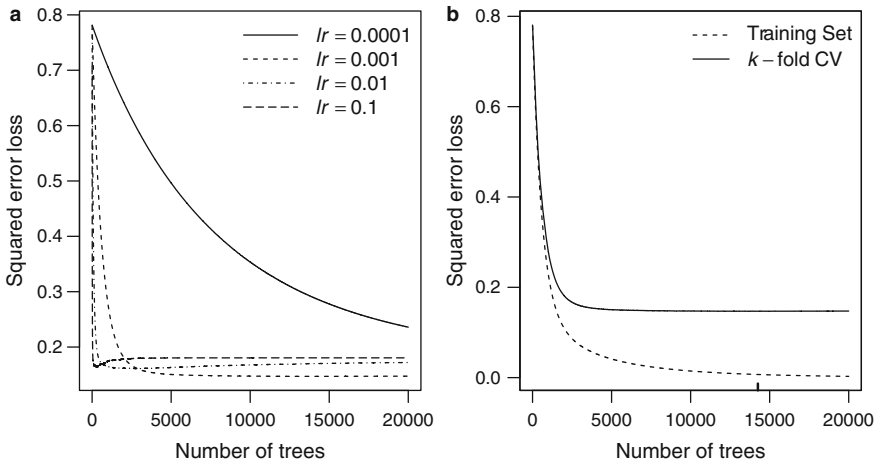 a
0.8
0.7
0.6
0.5
0.4
0.3
0.2
Squared error loss
lr = 0.0001
lr = 0.001
lr = 0.01
lr = 0.1
0
5000
10000
15000
20000
Number of trees
b
0.8
0.6
0.4
0.2
0.0
Squared error loss
Training Set
k – fold CV
0
5000
10000
15000
20000
Number of trees